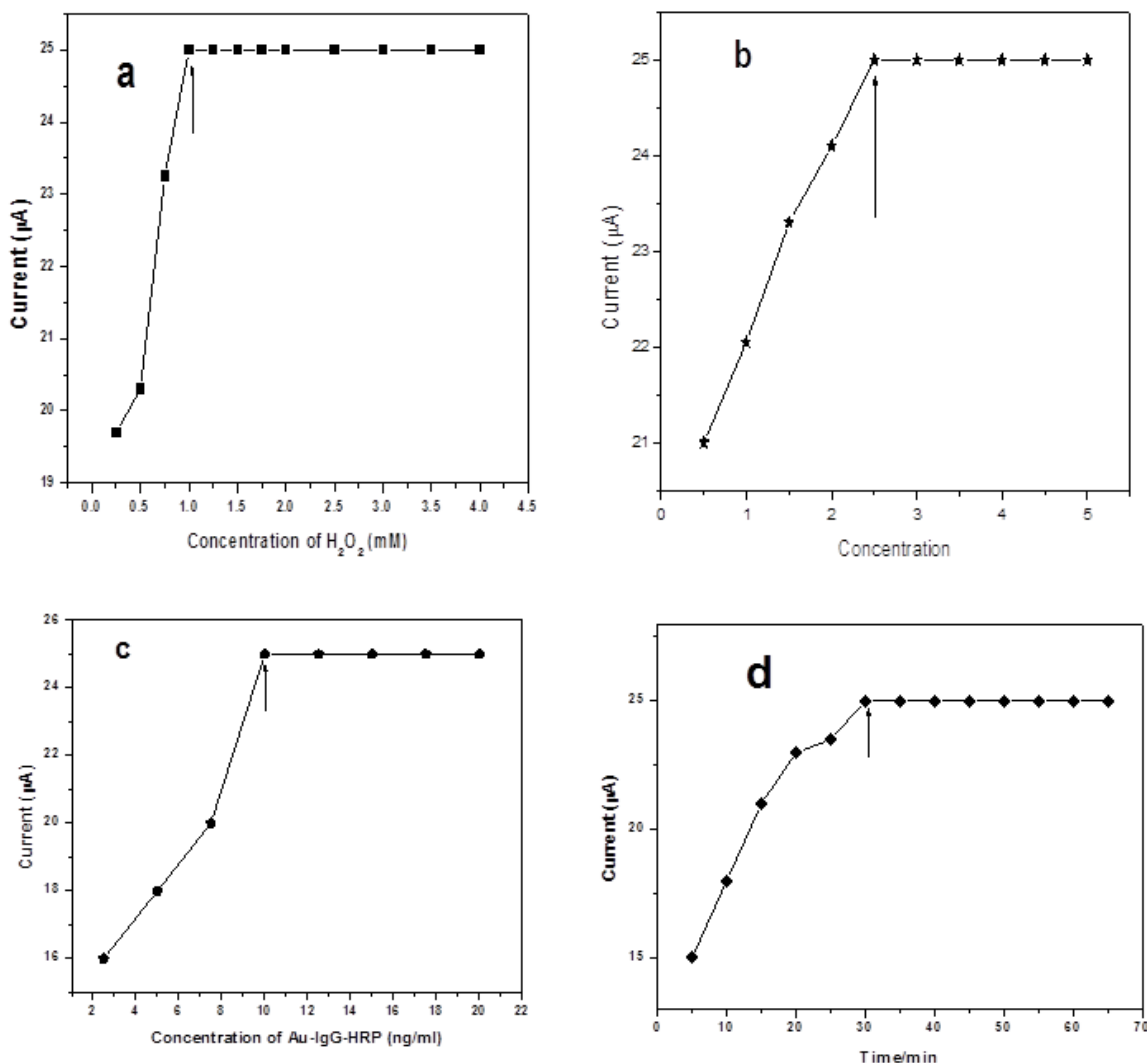 a
Current (μA)
25
24
23
22
21
20
19
0.0 0.5 1.0 1.5 2.0 2.5 3.0 3.5 4.0 4.5
Concentration of H₂O₂ (mM)
b
Current (μA)
25
24
23
22
21
0 1 2 3 4 5
Concentration
c
Current (μA)
26
24
22
20
18
16
2 4 6 8 10 12 14 16 18 20 22
Concentration of Au-IgG-HRP (ng/ml)
d
Current (μA)
25
20
15
0 10 20 30 40 50 60 70
Time/min